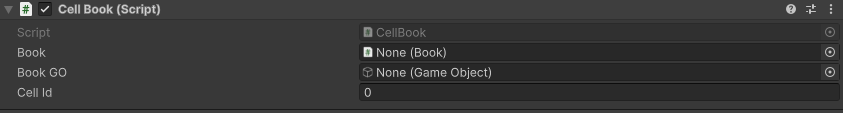 Cell Book (Script)
Script CellBook
Book None (Book)
Book GO None (Game Object)
Cell Id 0